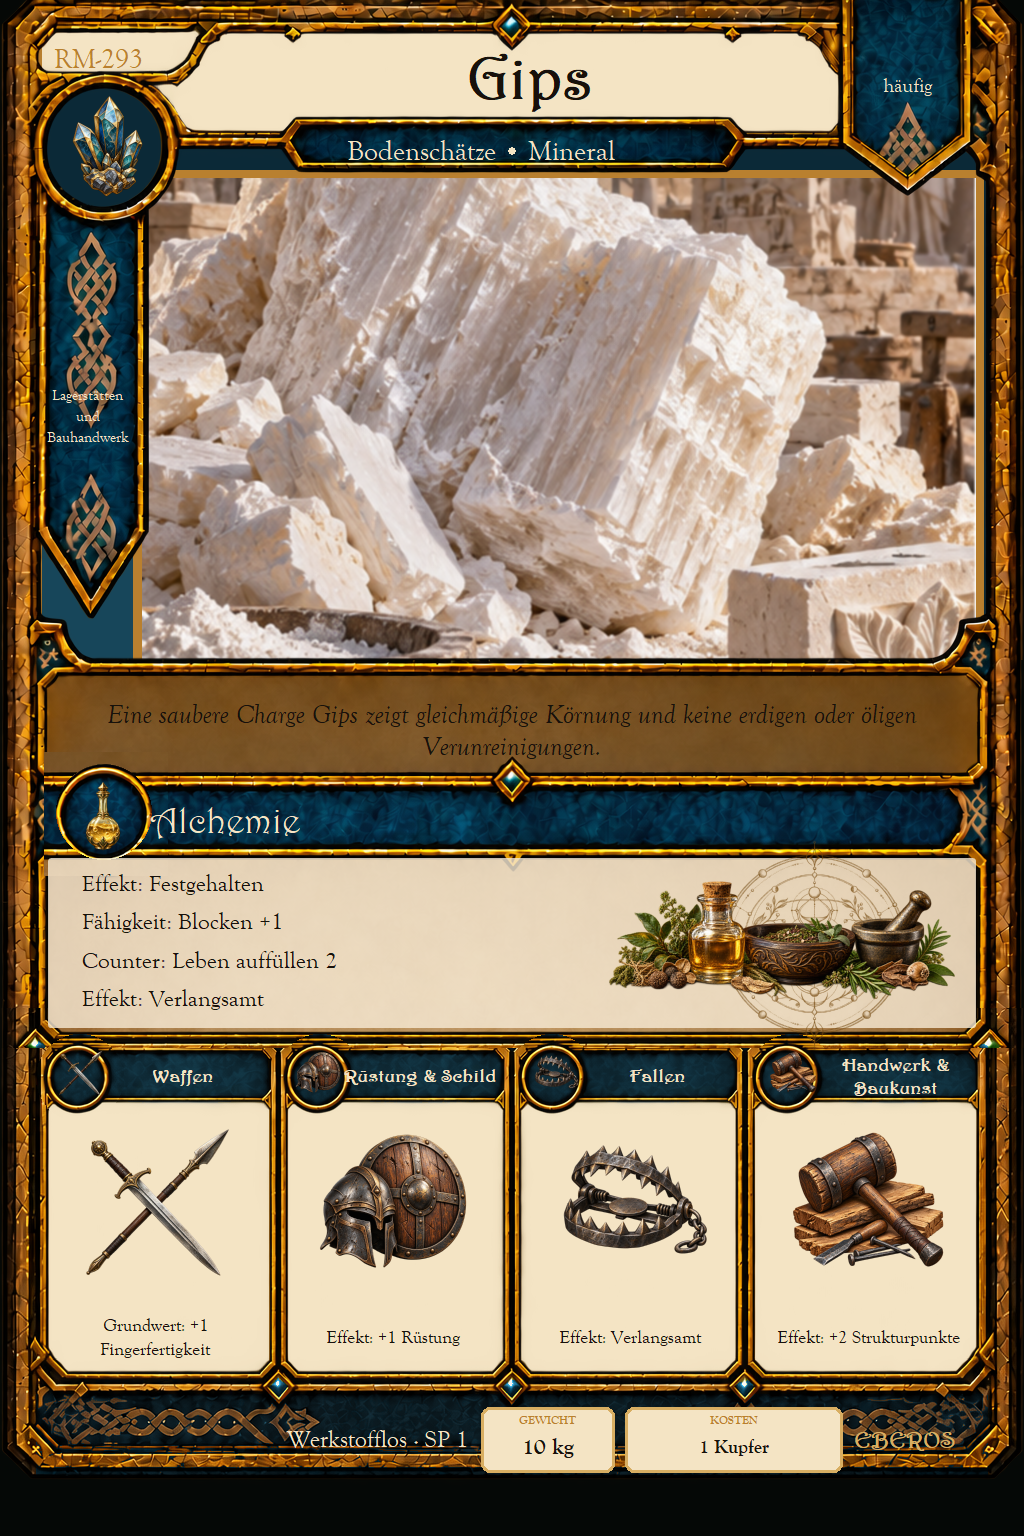 RM-293
Gips
häufig
Bodenschätze • Mineral
Lagerstätten
und
Bauhandwerk
Eine saubere Charge Gips zeigt gleichmäßige Körnung und keine erdigen oder öligen
Verunreinigungen.
Alchemie
Effekt: Festgehalten
Fähigkeit: Blocken +1
Counter: Leben auffüllen 2
Effekt: Verlangsamt
Waffen
Grundwert: +1
Fingerfertigkeit
Rüstung & Schild
Effekt: +1 Rüstung
Fallen
Effekt: Verlangsamt
Handwerk &
Baukunst
Effekt: +2 Strukturpunkte
Werkstofflos · SP 1
GEWICHT
10 kg
KOSTEN
1 Kupfer
EBEROS